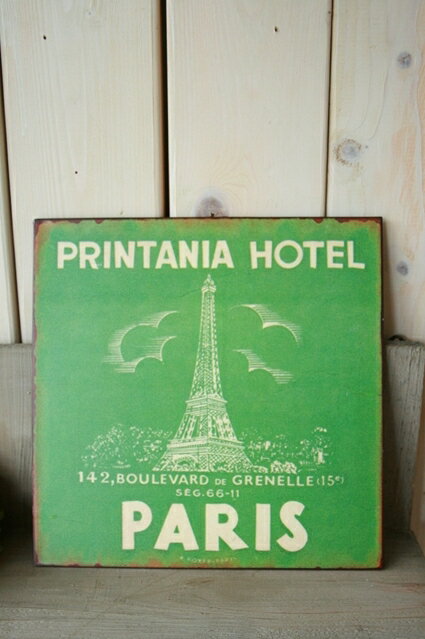 PRINTANIA HOTEL
142, BOULEVARD DE GRENELLE (15e)
SEG. 66-11
PARIS